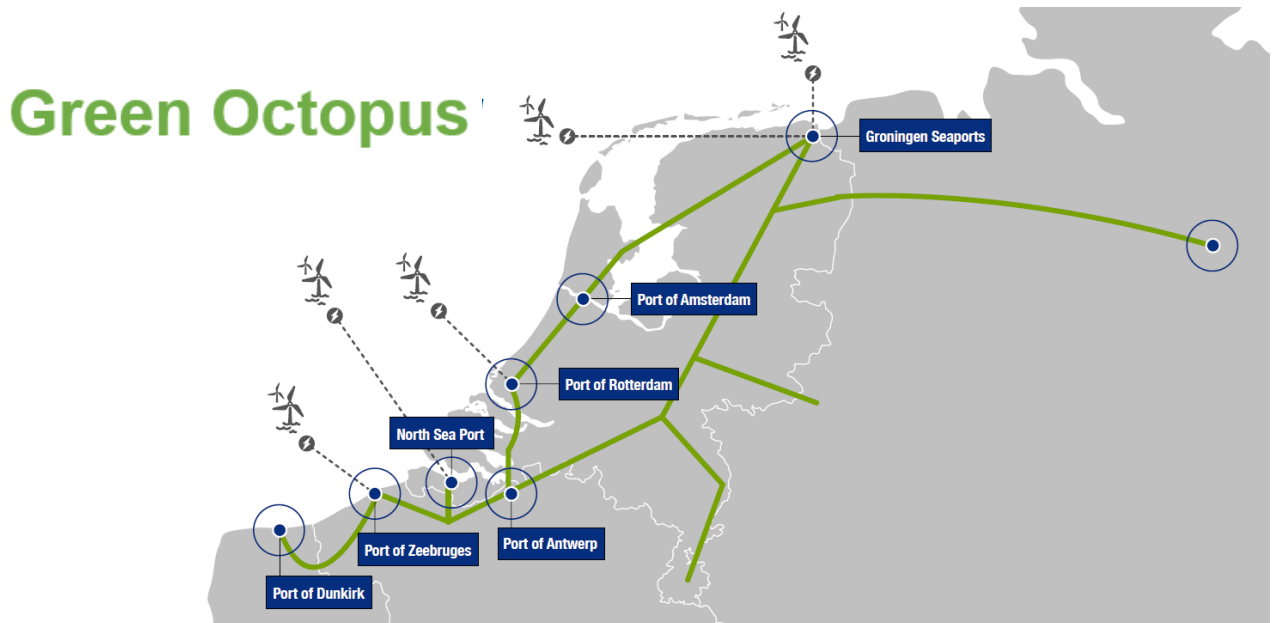 Green Octopus
Groningen Seaports
Port of Amsterdam
Port of Rotterdam
North Sea Port
Port of Antwerp
Port of Zeebruges
Port of Dunkirk